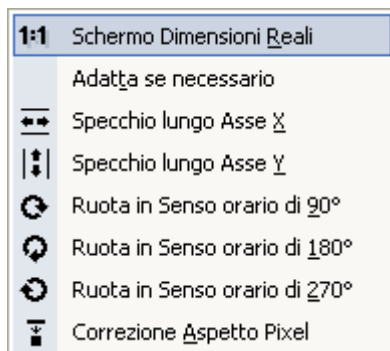 1:1 Schermo Dimensioni Reali
Adatta se necessario
Specchio lungo Asse X
Specchio lungo Asse Y
Ruota in Senso orario di 90°
Ruota in Senso orario di 180°
Ruota in Senso orario di 270°
Correzione Aspetto Pixel